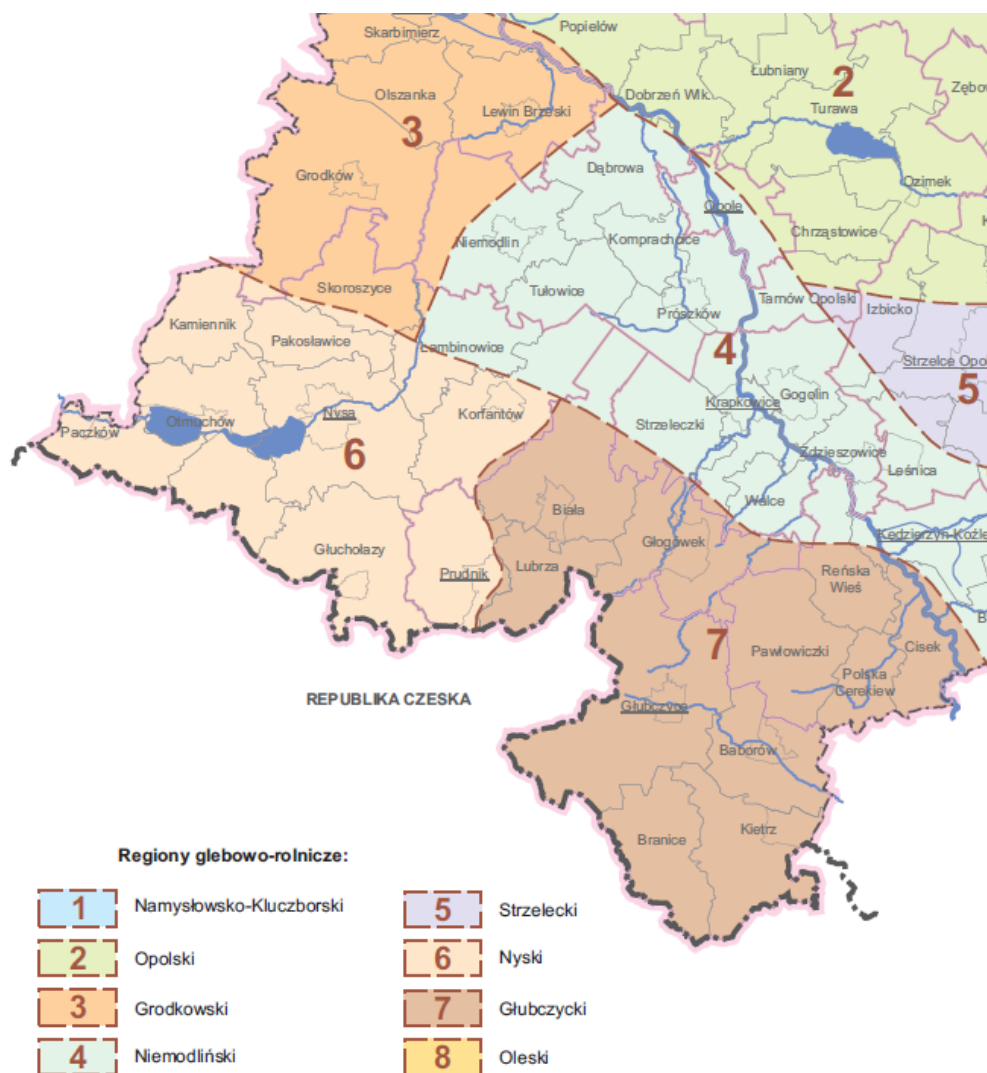 Skarbimierz
Popielów
Olszanka
Łubniany
2
Zębow
Dobrzeń Wlk.
Turawa
Lewin Brzeski
3
Grodków
Dąbrowa
Ozimek
Opole
Niemodlin
Komprachcice
Chrząstowice
K
Skoroszyce
Tułowice
Tarnów Opolski
Izbicko
Prószków
Kamiennik
Pakosławice
Łambinowice
4
Strzelce Opol
5
Nysa
Korfantów
Krapkowice
Gogolin
Paczków
Otmuchów
Strzeleczki
6
Zdzieszowice
Leśnica
Walce
Biała
Głuchołazy
Głogówek
Kędzierzyn-Koźle
Prudnik
Lubrza
Reńska
Wieś
B
7
Pawłowiczki
Cisek
Polska
Cerekiew
REPUBLIKA CZESKA
Głubczyce
Baborów
Branice
Kietrz
Regiony glebowo-rolnicze:
1 Namysłowsko-Kluczborski
2 Opolski
3 Grodkowski
4 Niemodliński
5 Strzelecki
6 Nyski
7 Głubczycki
8 Oleski